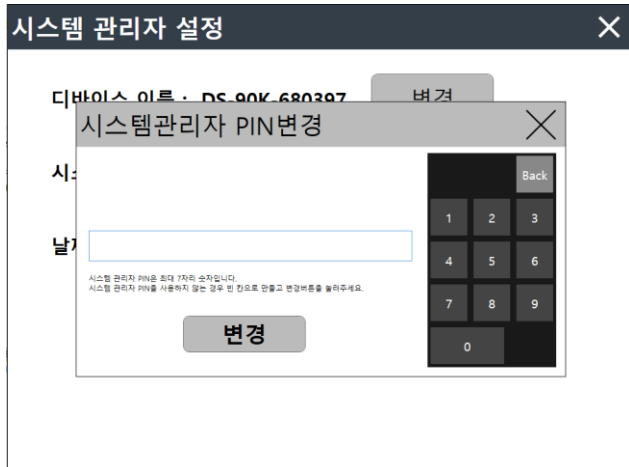 시스템 관리자 설정
디바이스 이름 : DS-90K-680397 변경
시스템관리자 PIN변경
Back
1 2 3
4 5 6
7 8 9
0
시스템 관리자 PIN은 최대 7자리 숫자입니다.
시스템 관리자 PIN을 사용하지 않는 경우 빈 칸으로 만들고 변경버튼을 눌러주세요.
변경